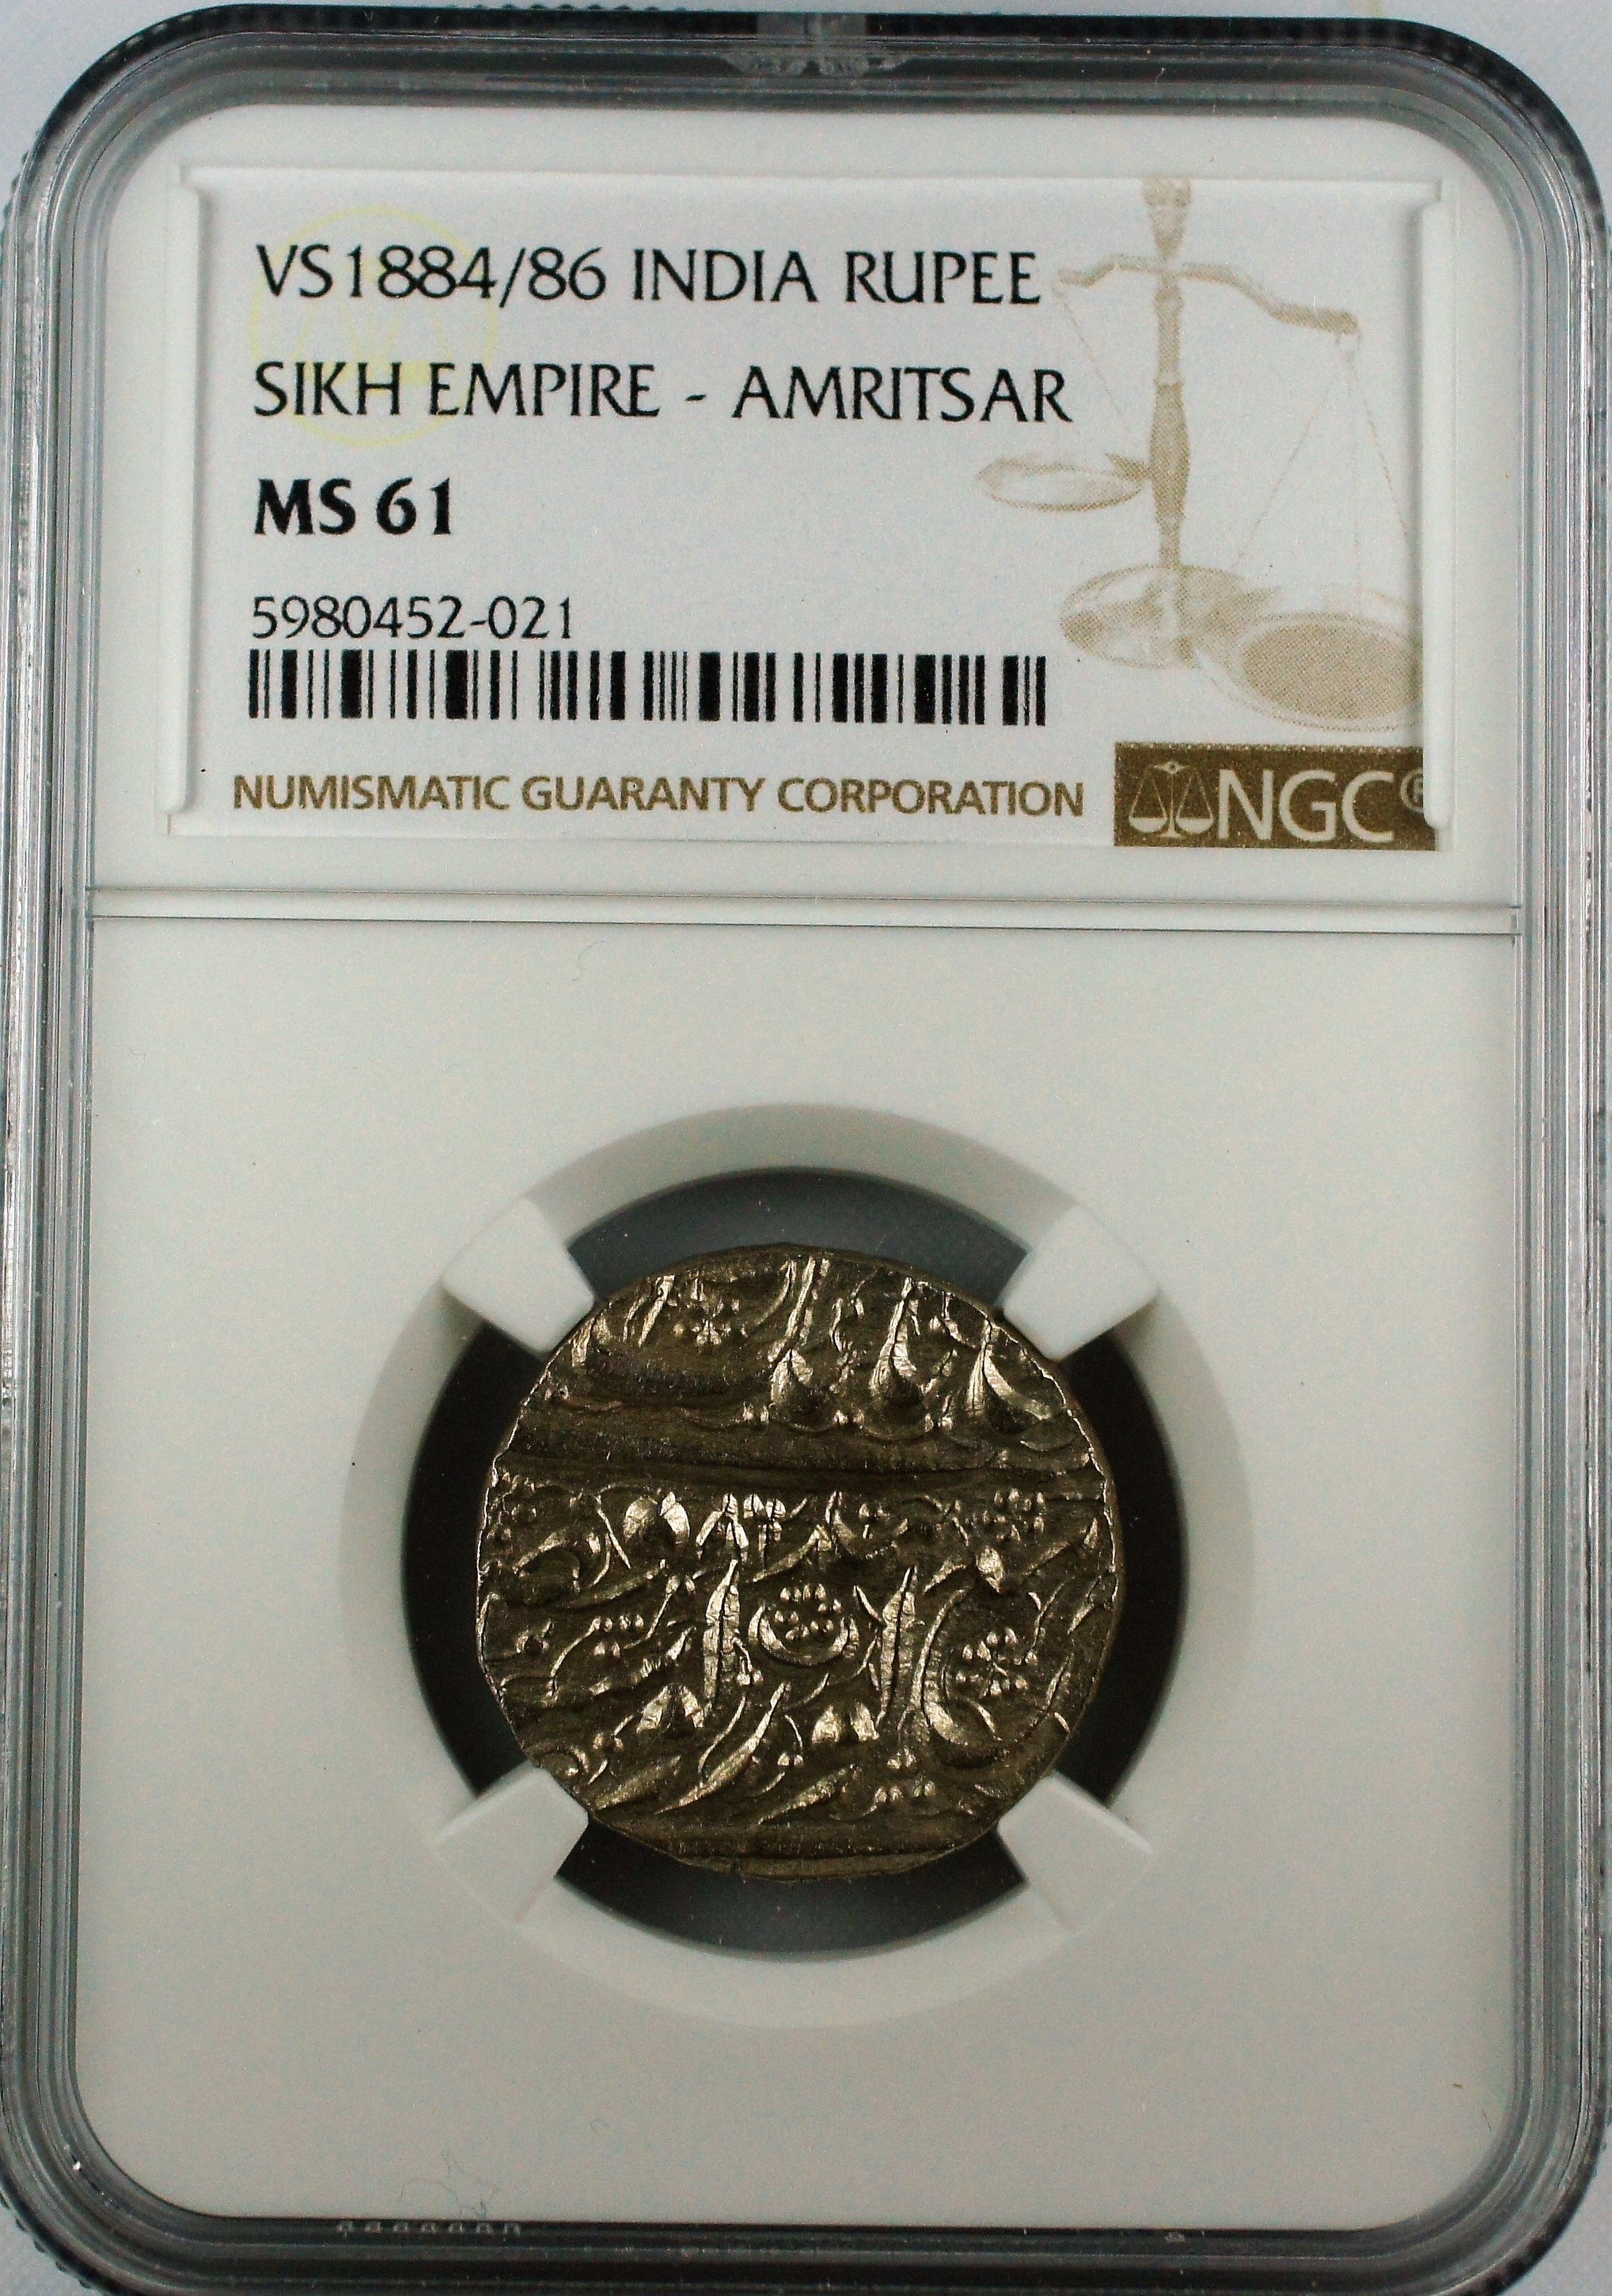 VS1884/86 INDIA RUPEE
SIKH EMPIRE - AMRITSAR
MS 61
5980452-021
NUMISMATIC GUARANTY CORPORATION
NGC®